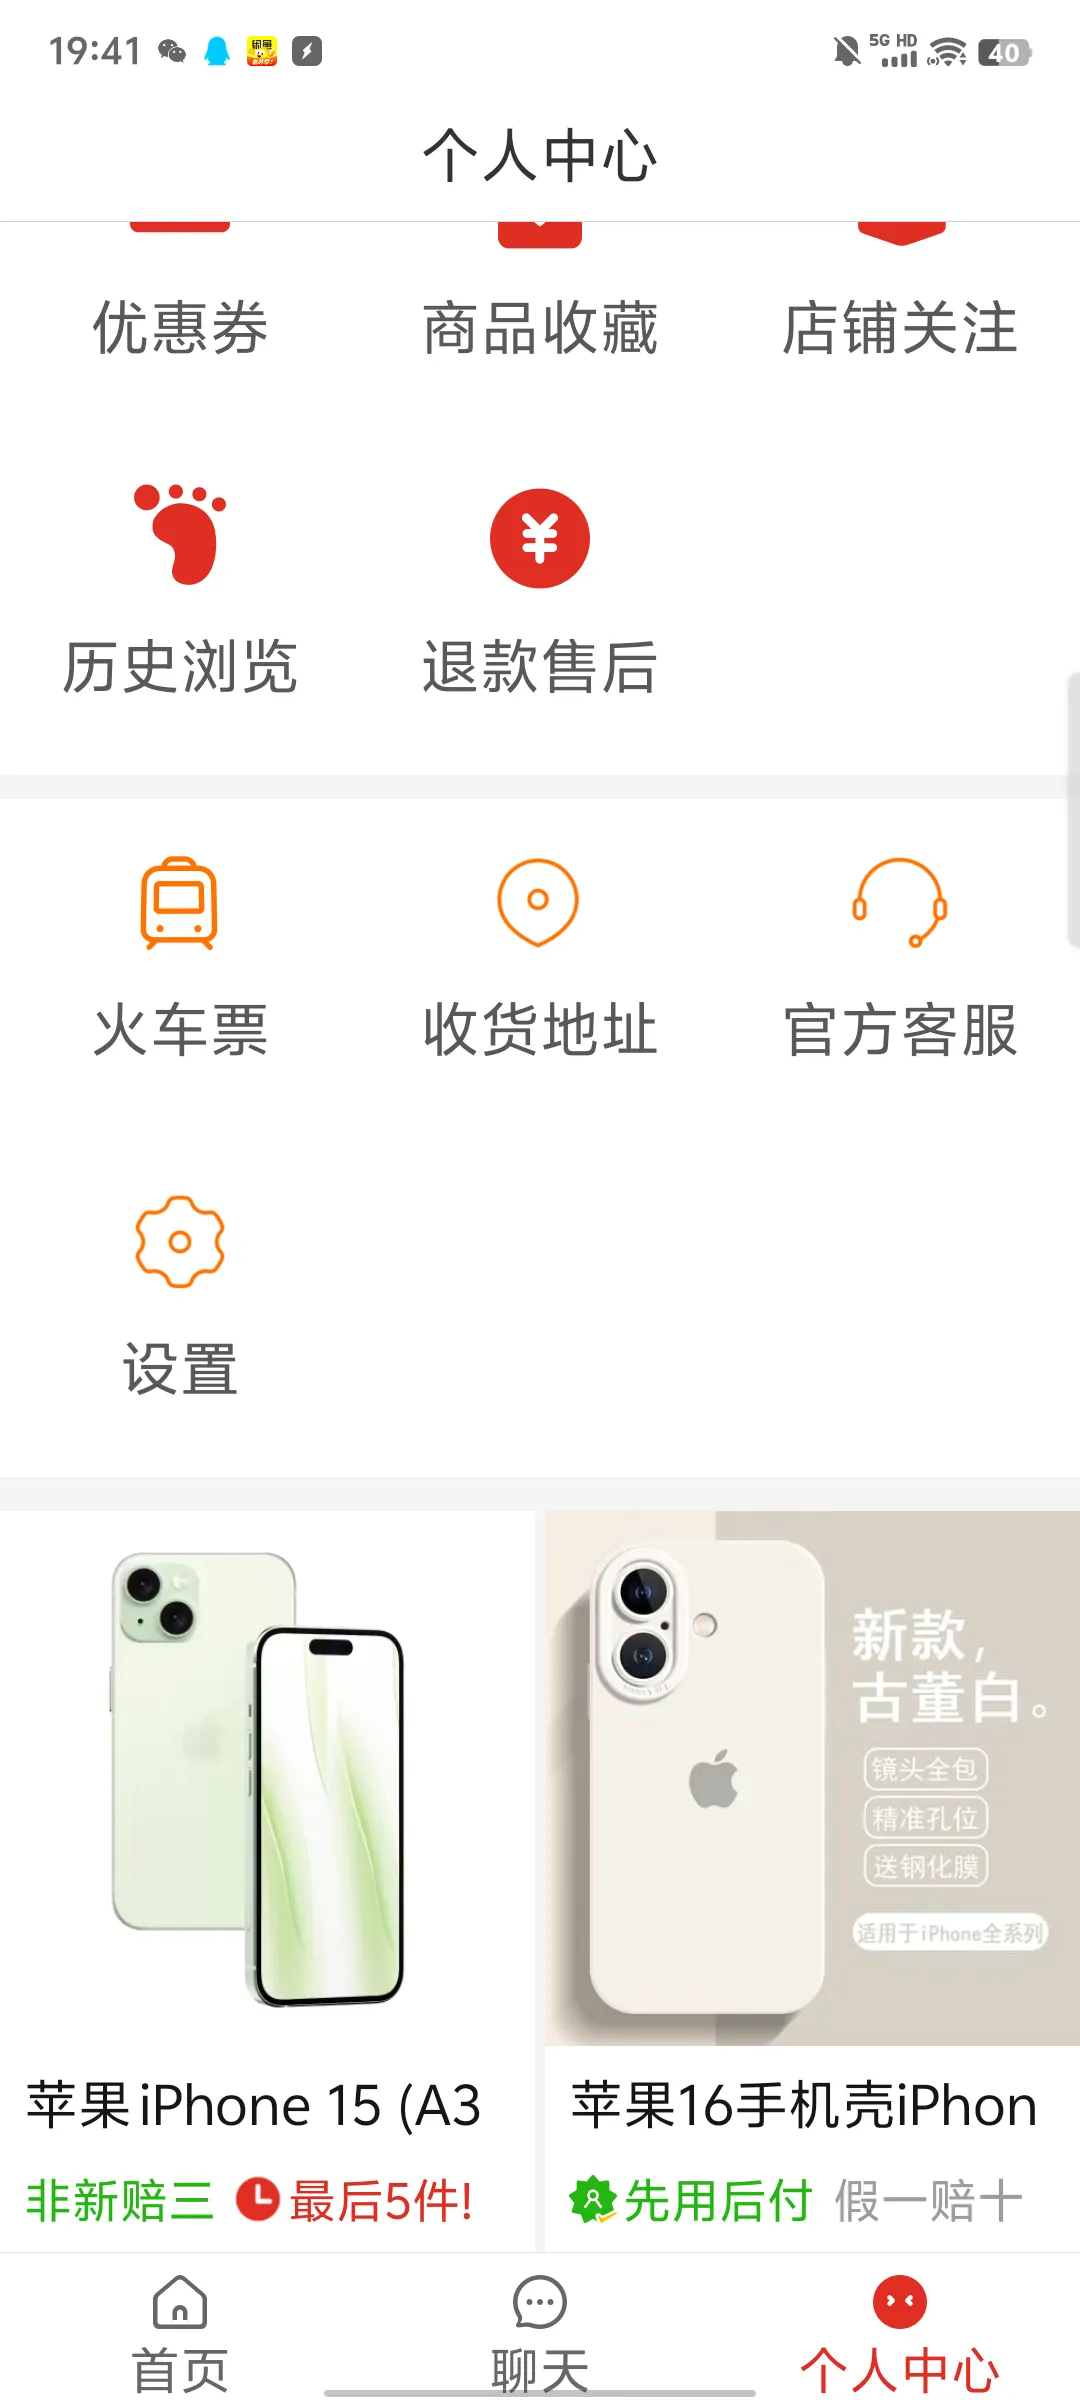 19:41
5G HD
40
个人中心
优惠券 商品收藏 店铺关注
历史浏览 退款售后
火车票 收货地址 官方客服
设置
新款,
古董白。
镜头全包
精准孔位
送钢化膜
适用于iPhone全系列
苹果iPhone 15 (A3 苹果16手机壳iPhon
非新赔三 最后5件! 先用后付 假一赔十
首页 聊天 个人中心